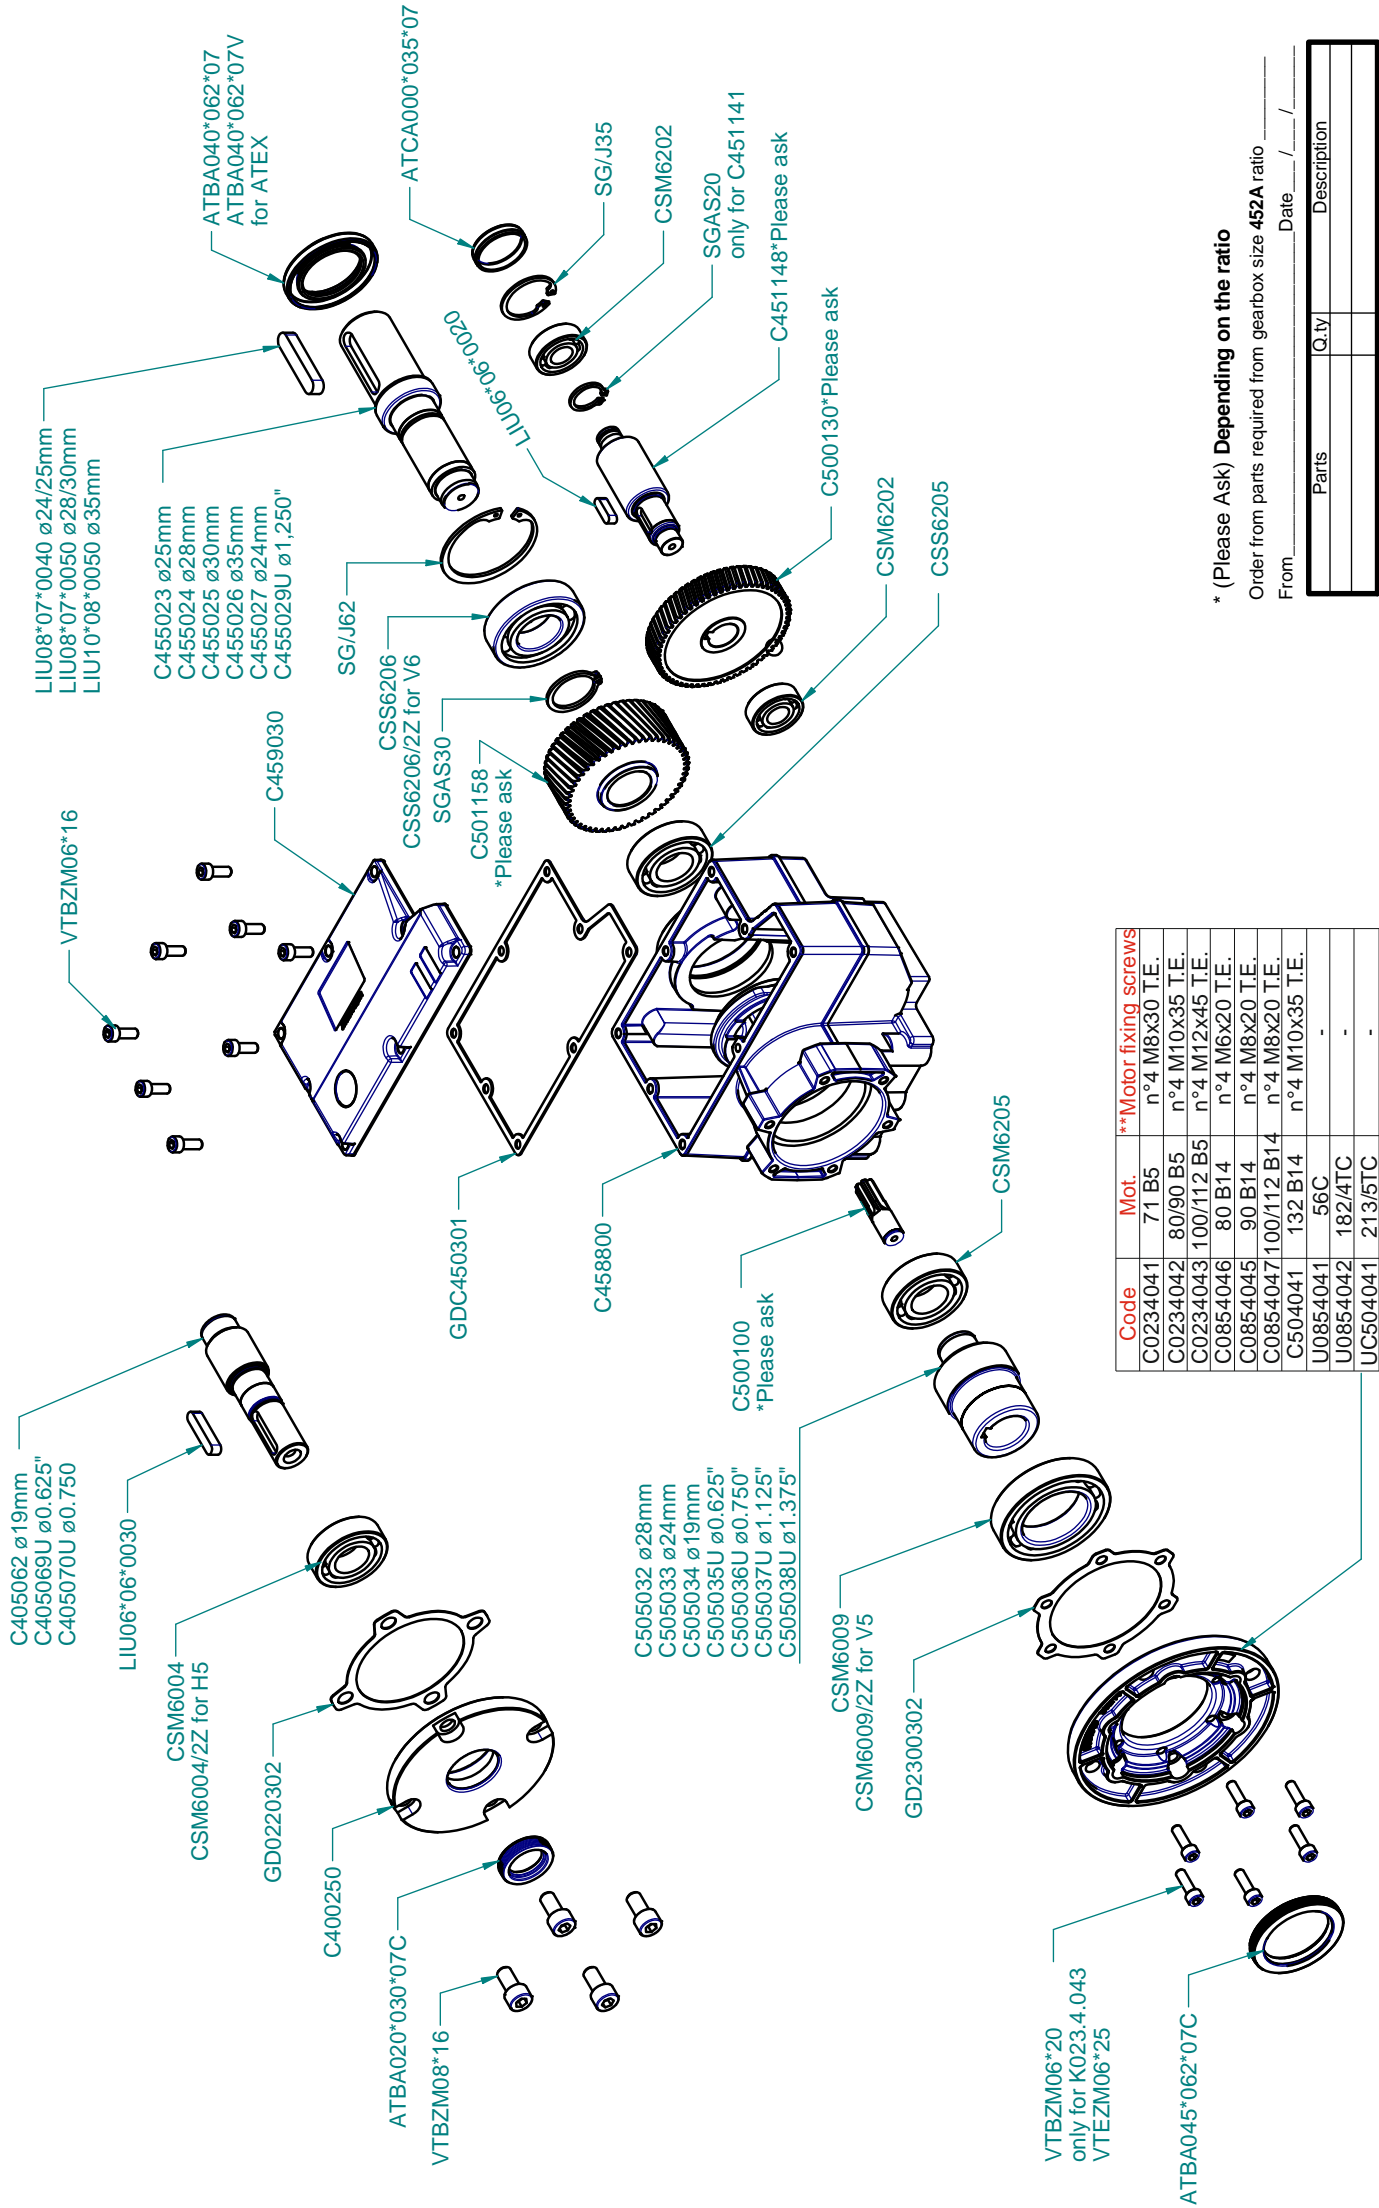 C405062 ø19mm
C405069U ø0.625"
C405070U ø0.750
LIU06*06*0030
CSM6004
CSM6004/2Z for H5
GD0220302
C400250
ATBA020*030*07C
VTBZM08*16
VTBZM06*16
C459030
GDC450301
C458800
LIU08*07*0040 ø24/25mm
LIU08*07*0050 ø28/30mm
LIU10*08*0050 ø35mm
C455023 ø25mm
C455024 ø28mm
C455025 ø30mm
C455026 ø35mm
C455027 ø24mm
C455029U ø1,250"
SG/J62
CSS6206
CSS6206/2Z for V6
SGAS30
C501158
*Please ask
ATBA040*062*07
ATBA040*062*07V
for ATEX
ATCA000*035*07
SG/J35
CSM6202
SGAS20
only for C451141
LIU06*06*0020
C451148*Please ask
C500130*Please ask
CSM6202
CSS6205
C500100
*Please ask
CSM6205
C505032 ø28mm
C505033 ø24mm
C505034 ø19mm
C505035U ø0.625"
C505036U ø0.750"
C505037U ø1.125"
C505038U ø1.375"
CSM6009
CSM6009/2Z for V5
GD2300302
VTBZM06*20
only for K023.4.043
VTEZM06*25
ATBA045*062*07C
Code Mot. **Motor fixing screws
C0234041 71 B5 n°4 M8x30 T.E.
C0234042 80/90 B5 n°4 M10x35 T.E.
C0234043 100/112 B5 n°4 M12x45 T.E.
C0854046 80 B14 n°4 M6x20 T.E.
C0854045 90 B14 n°4 M8x20 T.E.
C0854047 100/112 B14 n°4 M8x20 T.E.
C504041 132 B14 n°4 M10x35 T.E.
U0854041 56C -
U0854042 182/4TC -
UC504041 213/5TC -
* (Please Ask) Depending on the ratio
Order from parts required from gearbox size 452A ratio ______
From____________________ Date ____/____/______
Parts Q.ty Description